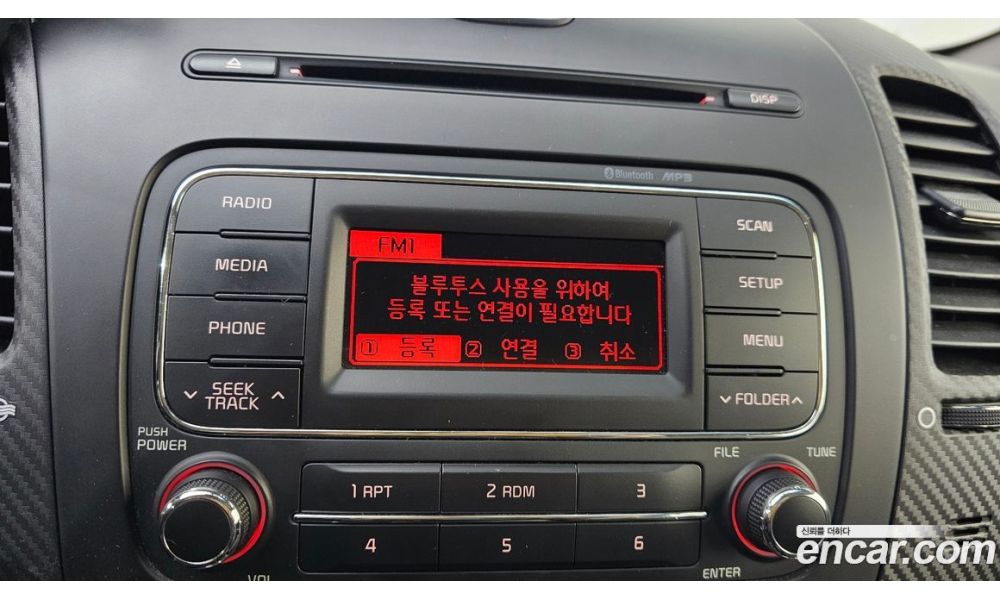 DISP
Bluetooth MP3
RADIO
MEDIA
PHONE
SEEK
TRACK
FM1
블루투스 사용을 위하여
등록 또는 연결이 필요합니다
1 등록 2 연결 3 취소
SCAN
SETUP
MENU
FOLDER
PUSH
POWER
VOL
1 RPT
2 RDM
3
4
5
6
FILE
TUNE
ENTER
신뢰를 더하다
encar.com